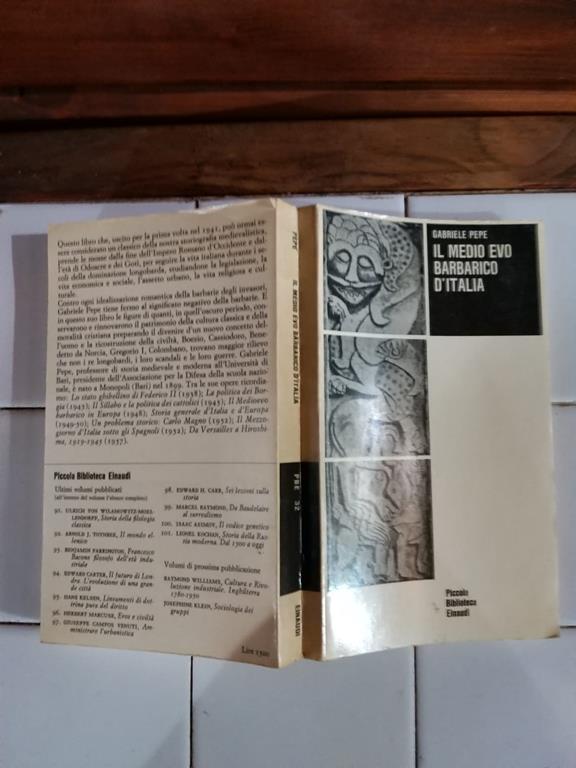 Questo libro che, uscito per la prima volta nel 1941, può ormai es-
sere considerato un classico della nostra storiografia medievalistica,
prende le mosse dalla fine dell'Impero Romano d'Occidente e dal-
l'età di Odoacre e dei Goti, per seguire la vita italiana durante i se-
coli della dominazione longobarda, studiandone la legislazione, la
vita economica e sociale, l'assetto urbano, la vita religiosa e cul-
turale.
Contro ogni idealizzazione romantica della barbarie degli invasori,
Gabriele Pepe tiene fermo al significato negativo della barbarie. E
in questo suo libro le figure di quanti, in quell'oscuro periodo, con-
servarono e rinnovarono il patrimonio della cultura classica e della
moralità cristiana preparando il divenire d'un nuovo concetto del-
l'uomo e la ricostruzione della civiltà, Boezio, Cassiodoro, Bene-
detto da Norcia, Gregorio I, Colombano, trovano maggior rilievo
che non i re longobardi, i loro scandali e le loro guerre. Gabriele
Pepe, professore di storia medievale e moderna all'Università di
Bari, presidente dell'Associazione per la Difesa della scuola nazio-
nale, è nato a Monopoli (Bari) nel 1899. Tra le sue opere ricordia-
mo: Lo stato ghibellino di Federico II (1938); La politica dei Bor-
gia (1945); Il Sillabo e la politica dei cattolici (1945); Il Medioevo
barbarico in Europa (1948); Storia generale d'Italia e d'Europa
(1949-50); Un problema storico: Carlo Magno (1952); Il Mezzo-
giorno d'Italia sotto gli Spagnoli (1952); Da Versailles a Hiroshi-
ma, 1919-1945 (1957).
Piccola Biblioteca Einaudi
Ultimi volumi pubblicati
(all'interno del volume l'elenco completo)
91. ULRICH VON WILAMOWITZ-MOEL-
LENDORFF, Storia della filologia
classica
92. ARNOLD J. TOYNBEE, Il mondo el-
lenico
93. BENJAMIN FARRINGTON, Francesco
Bacone filosofo dell'età indu-
striale
94. EDWARD CARTER, Il futuro di Lon-
dra. L'evoluzione di una gran-
de città
95. HANS KELSEN, Lineamenti di dot-
trina pura del diritto
96. HERBERT MARCUSE, Eros e civiltà
97. GIUSEPPE CAMPOS VENUTI, Am-
ministrare l'urbanistica
98. EDWARD H. CARR, Sei lezioni sulla
storia
99. MARCEL RAYMOND, Da Baudelaire
al surrealismo
100. ISAAC ASIMOV, Il codice genetico
101. LIONEL KOCHAN, Storia della Rus-
sia moderna. Dal 1500 a oggi
Volumi di prossima pubblicazione
RAYMOND WILLIAMS, Cultura e Rivo-
luzione industriale. Inghilterra
1780-1950
JOSEPHINE KLEIN, Sociologia dei
gruppi
Lire 1500
PEPE IL MEDIO EVO BARBARICO D'ITALIA PBE 32 EINAUDI
GABRIELE PEPE
IL MEDIO EVO
BARBARICO
D'ITALIA
Piccola
Biblioteca
Einaudi